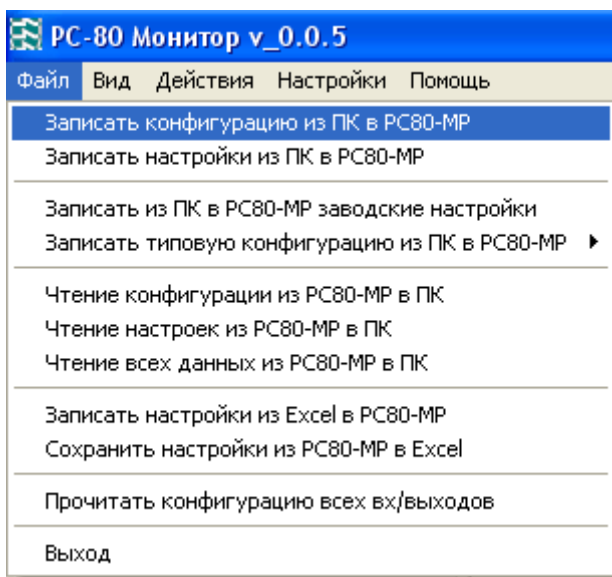 РС-80 Монитор v_0.0.5
Файл Вид Действия Настройки Помощь
Записать конфигурацию из ПК в РС80-МР
Записать настройки из ПК в РС80-МР
Записать из ПК в РС80-МР заводские настройки
Записать типовую конфигурацию из ПК в РС80-МР
Чтение конфигурации из РС80-МР в ПК
Чтение настроек из РС80-МР в ПК
Чтение всех данных из РС80-МР в ПК
Записать настройки из Excel в РС80-МР
Сохранить настройки из РС80-МР в Excel
Прочитать конфигурацию всех вх/выходов
Выход